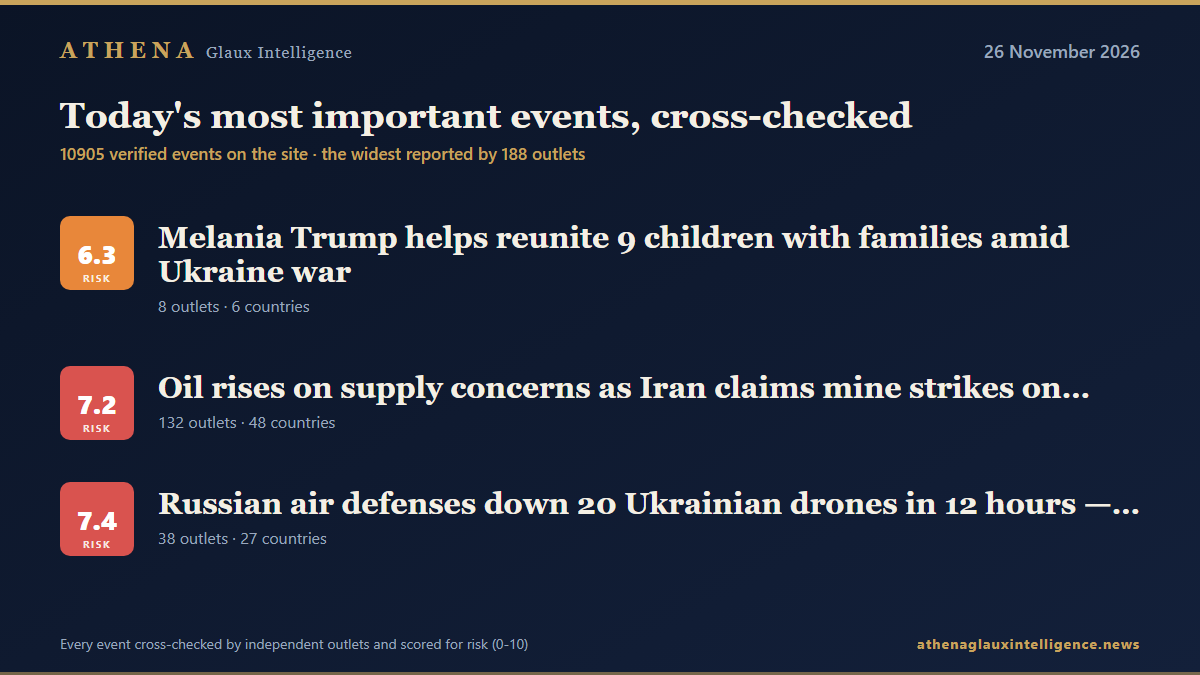 ATHENA Glaux Intelligence
26 November 2026
Today's most important events, cross-checked
10905 verified events on the site · the widest reported by 188 outlets
6.3
RISK
Melania Trump helps reunite 9 children with families amid
Ukraine war
8 outlets · 6 countries
7.2
RISK
Oil rises on supply concerns as Iran claims mine strikes on...
132 outlets · 48 countries
7.4
RISK
Russian air defenses down 20 Ukrainian drones in 12 hours —...
38 outlets · 27 countries
Every event cross-checked by independent outlets and scored for risk (0-10)
athenaglauxintelligence.news